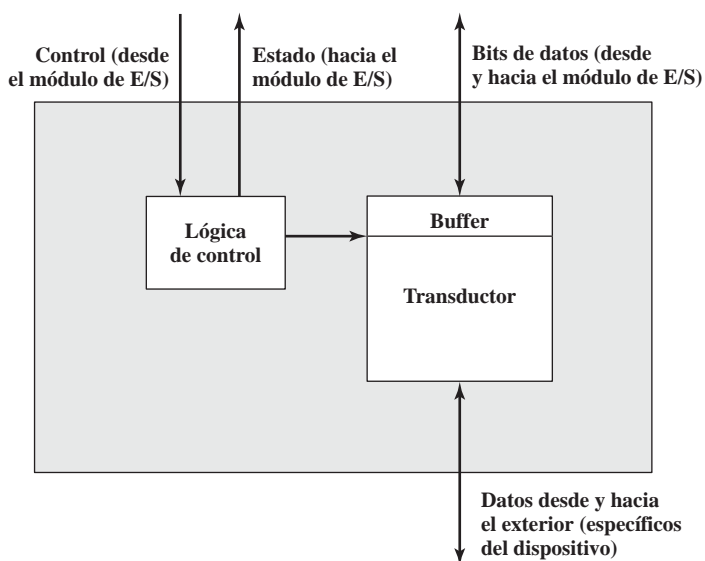 Control (desde
el módulo de E/S)
Estado (hacia el
módulo de E/S)
Bits de datos (desde
y hacia el módulo de E/S)
Lógica
de control
Buffer
Transductor
Datos desde y hacia
el exterior (específicos
del dispositivo)